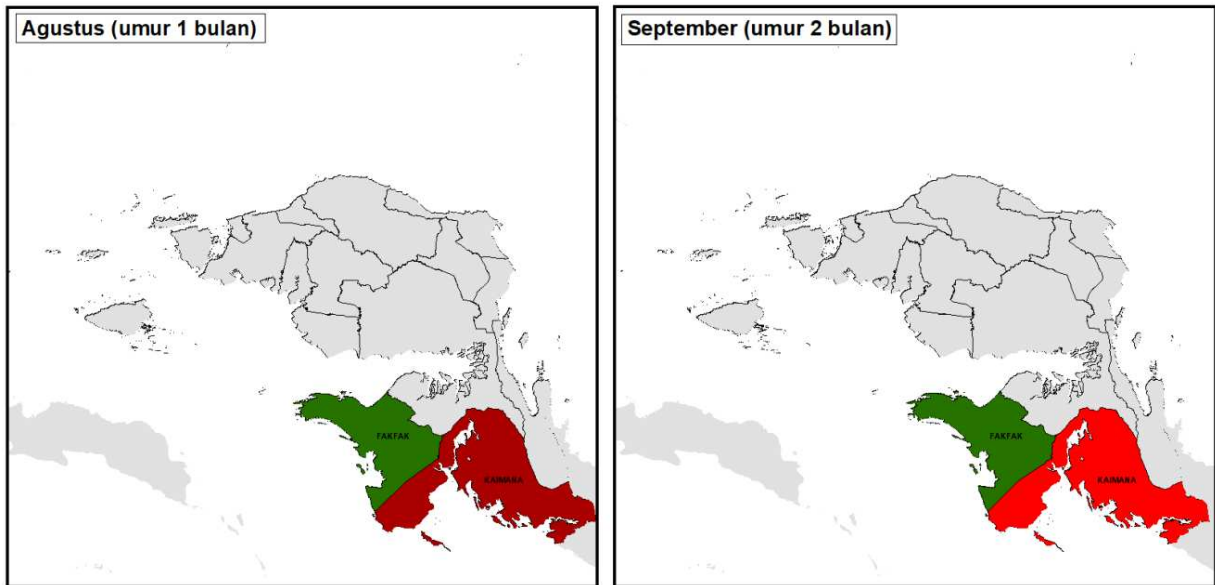 Agustus (umur 1 bulan)
FAKFAK
KAIMANA
September (umur 2 bulan)
FAKFAK
KAIMANA